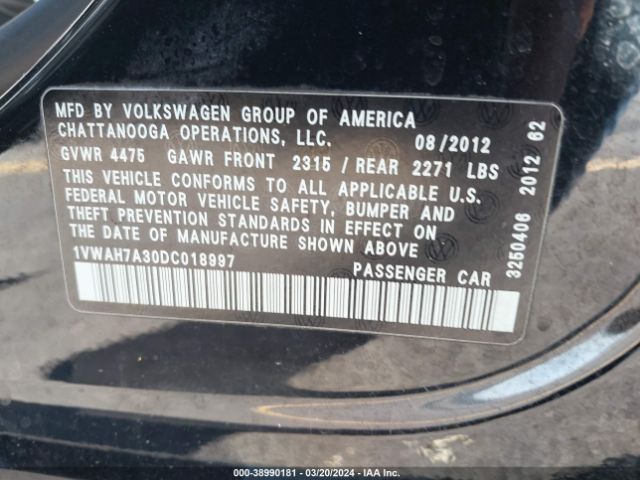 MFD BY VOLKSWAGEN GROUP OF AMERICA
CHATTANOOGA OPERATIONS, LLC. 08/2012
GVWR 4475 GAWR FRONT 2315 / REAR 2271 LBS
THIS VEHICLE CONFORMS TO ALL APPLICABLE U.S.
FEDERAL MOTOR VEHICLE SAFETY, BUMPER AND
THEFT PREVENTION STANDARDS IN EFFECT ON
THE DATE OF MANUFACTURE SHOWN ABOVE.
1VWAH7A30DC018997 PASSENGER CAR
3250406 2012 62
100-38990181 - 03/20/2024 - IAA Inc.